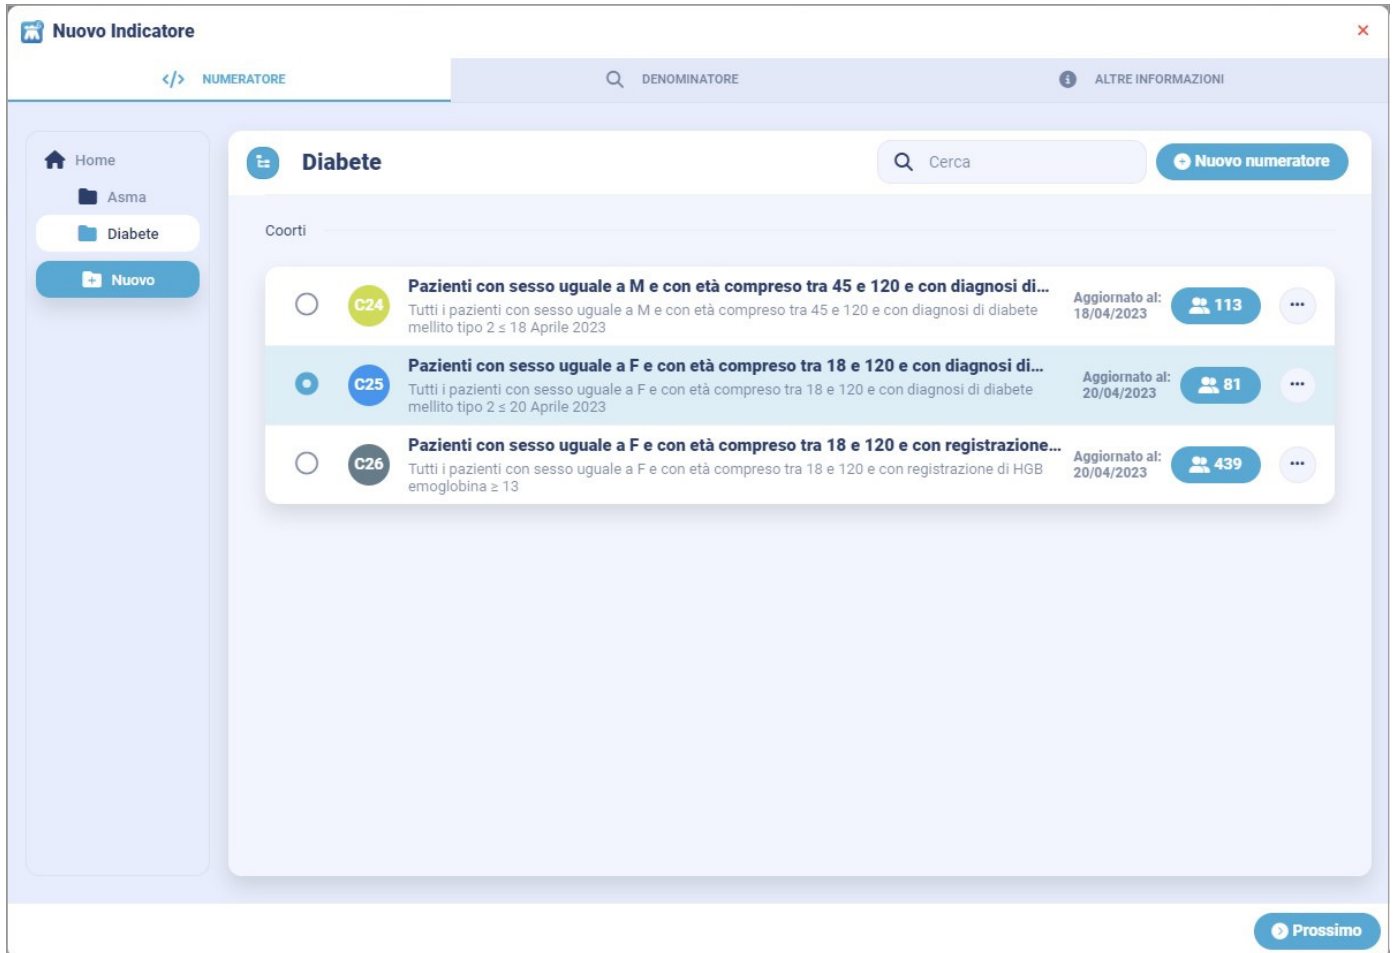 Nuovo Indicatore
×
</> NUMERATORE
DENOMINATORE
ALTRE INFORMAZIONI
Home
Asma
Diabete
Nuovo
Diabete
Cerca
Nuovo numeratore
Coorti
C24
Pazienti con sesso uguale a M e con età compreso tra 45 e 120 e con diagnosi di...
Tutti i pazienti con sesso uguale a M e con età compreso tra 45 e 120 e con diagnosi di diabete
mellito tipo 2 ≤ 18 Aprile 2023
Aggiornato al:
18/04/2023
113
...
C25
Pazienti con sesso uguale a F e con età compreso tra 18 e 120 e con diagnosi di...
Tutti i pazienti con sesso uguale a F e con età compreso tra 18 e 120 e con diagnosi di diabete
mellito tipo 2 ≤ 20 Aprile 2023
Aggiornato al:
20/04/2023
81
...
C26
Pazienti con sesso uguale a F e con età compreso tra 18 e 120 e con registrazione...
Tutti i pazienti con sesso uguale a F e con età compreso tra 18 e 120 e con registrazione di HGB
emoglobina ≥ 13
Aggiornato al:
20/04/2023
439
...
Prossimo